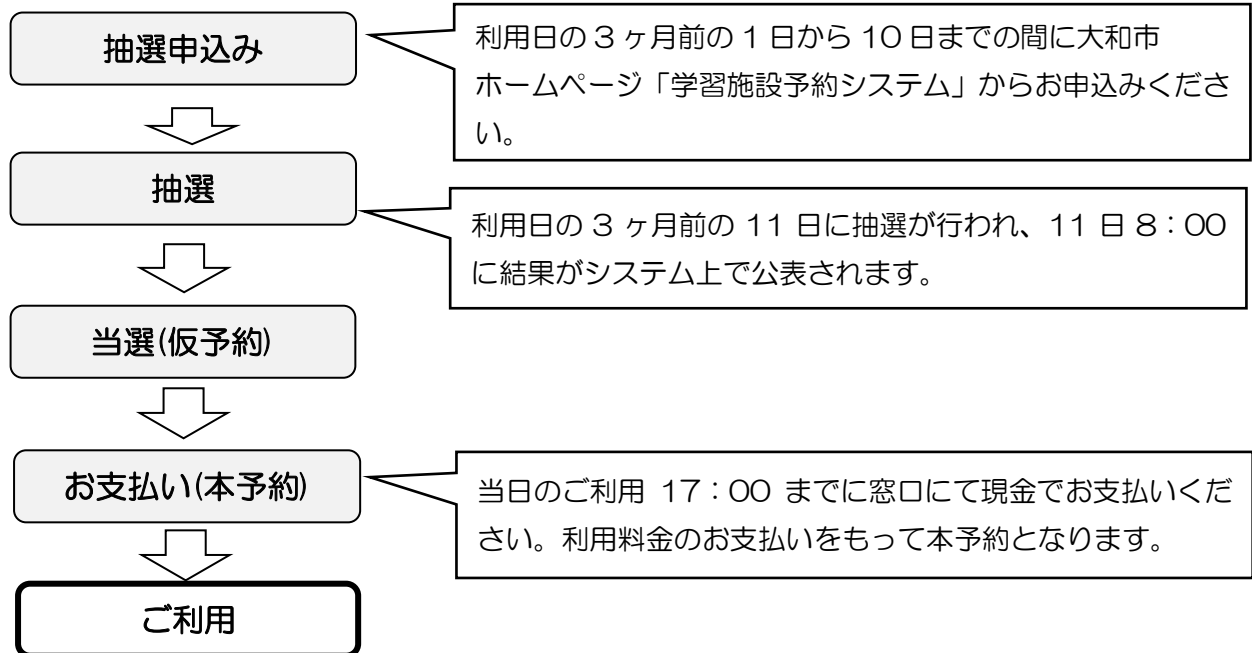 抽選申込み
利用日の3ヶ月前の1日から10日までの間に大和市
ホームページ「学習施設予約システム」からお申込みくださ
い。
抽選
利用日の3ヶ月前の 11 日に抽選が行われ、11 日 8：00
に結果がシステム上で公表されます。
当選(仮予約)
お支払い(本予約)
当日のご利用 17：00 までに窓口にて現金でお支払いくだ
さい。利用料金のお支払いをもって本予約となります。
ご利用